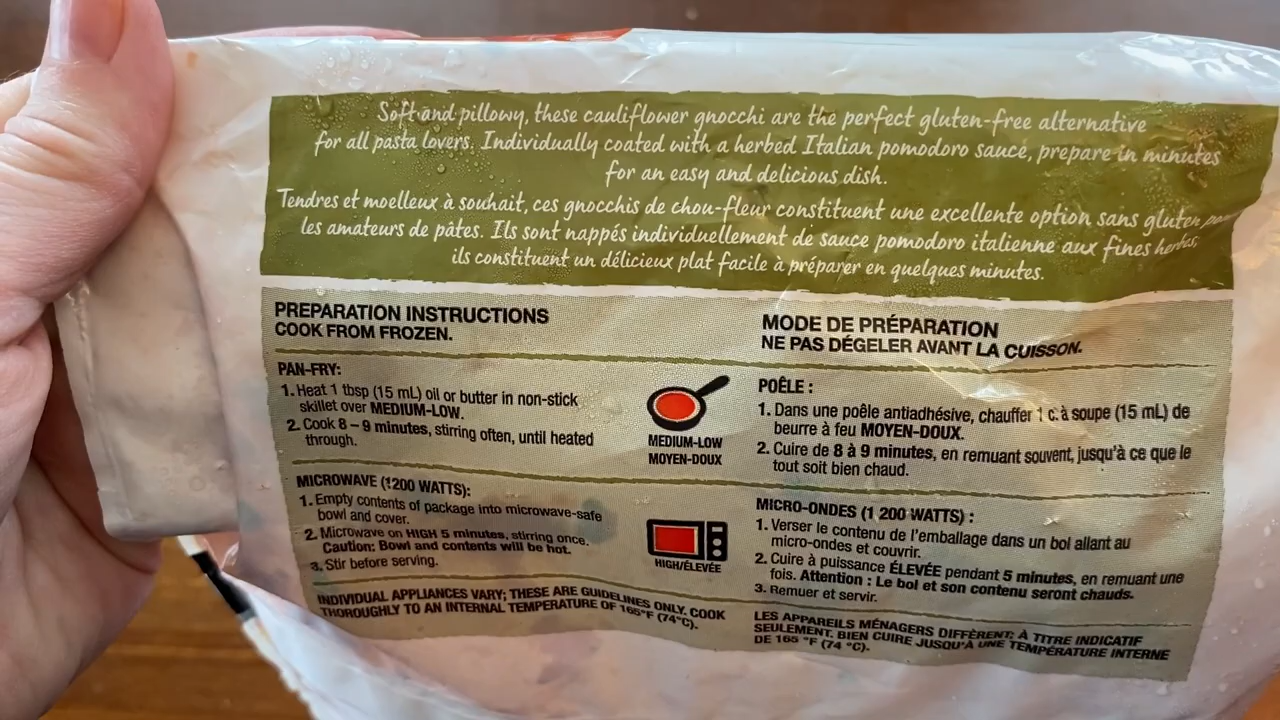 Soft and pillowy, these cauliflower gnocchi are the perfect gluten-free alternative
for all pasta lovers. Individually coated with a herbed Italian pomodoro sauce, prepare in minutes
for an easy and delicious dish.
Tendres et moelleux à souhait, ces gnocchis de chou-fleur constituent une excellente option sans gluten pour
les amateurs de pâtes. Ils sont nappés individuellement de sauce pomodoro italienne aux fines herbes,
ils constituent un délicieux plat facile à préparer en quelques minutes.
PREPARATION INSTRUCTIONS
COOK FROM FROZEN.
PAN-FRY:
1. Heat 1 tbsp (15 mL) oil or butter in non-stick
skillet over MEDIUM-LOW.
2. Cook 8 – 9 minutes, stirring often, until heated
through.
MEDIUM-LOW
MOYEN-DOUX
MICROWAVE (1200 WATTS):
1. Empty contents of package into microwave-safe
bowl and cover.
2. Microwave on HIGH 5 minutes, stirring once.
Caution: Bowl and contents will be hot.
3. Stir before serving.
HIGH/ÉLEVÉE
INDIVIDUAL APPLIANCES VARY; THESE ARE GUIDELINES ONLY. COOK
THOROUGHLY TO AN INTERNAL TEMPERATURE OF 165°F (74°C).
MODE DE PRÉPARATION
NE PAS DÉGELER AVANT LA CUISSON.
POÊLE :
1. Dans une poêle antiadhésive, chauffer 1 c. à soupe (15 mL) de
beurre à feu MOYEN-DOUX.
2. Cuire de 8 à 9 minutes, en remuant souvent, jusqu'à ce que le
tout soit bien chaud.
MICRO-ONDES (1 200 WATTS) :
1. Verser le contenu de l'emballage dans un bol allant au
micro-ondes et couvrir.
2. Cuire à puissance ÉLEVÉE pendant 5 minutes, en remuant une
fois. Attention : Le bol et son contenu seront chauds.
3. Remuer et servir.
LES APPAREILS MÉNAGERS DIFFÈRENT; À TITRE INDICATIF
SEULEMENT. BIEN CUIRE JUSQU'À UNE TEMPÉRATURE INTERNE
DE 165 °F (74 °C).